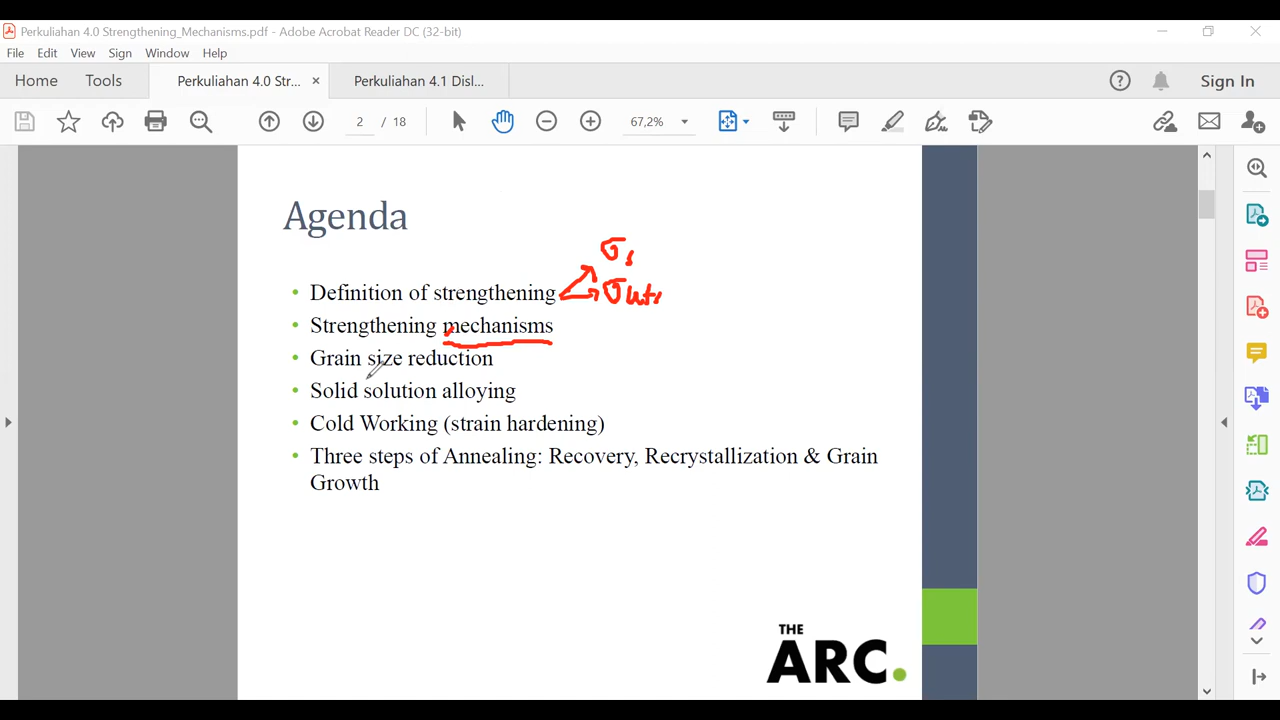 Perkuliahan 4.0 Strengthening_Mechanisms.pdf - Adobe Acrobat Reader DC (32-bit)
File Edit View Sign Window Help
Home Tools Perkuliahan 4.0 Str... × Perkuliahan 4.1 Disl... Sign In
2 / 18 67,2%
Agenda
σ
• Definition of strengthening σ uts
• Strengthening mechanisms
• Grain size reduction
• Solid solution alloying
• Cold Working (strain hardening)
• Three steps of Annealing: Recovery, Recrystallization & Grain
Growth
THE
ARC.